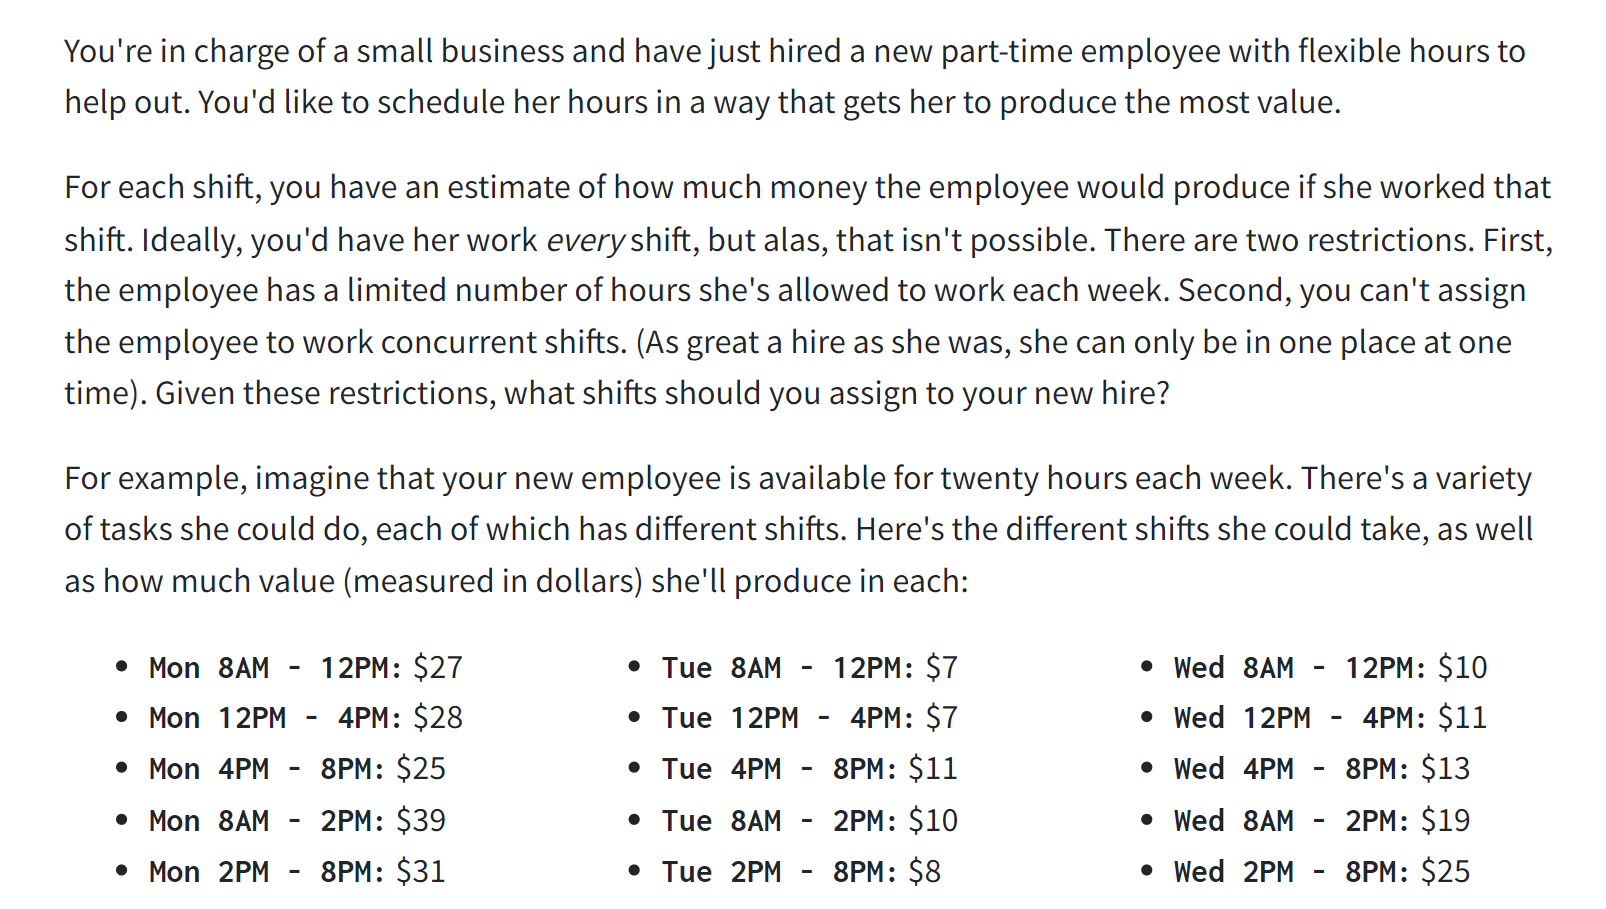 You're in charge of a small business and have just hired a new part-time employee with flexible hours to
help out. You'd like to schedule her hours in a way that gets her to produce the most value.
For each shift, you have an estimate of how much money the employee would produce if she worked that
shift. Ideally, you'd have her work every shift, but alas, that isn't possible. There are two restrictions. First,
the employee has a limited number of hours she's allowed to work each week. Second, you can't assign
the employee to work concurrent shifts. (As great a hire as she was, she can only be in one place at one
time). Given these restrictions, what shifts should you assign to your new hire?
For example, imagine that your new employee is available for twenty hours each week. There's a variety
of tasks she could do, each of which has different shifts. Here's the different shifts she could take, as well
as how much value (measured in dollars) she'll produce in each:
• Mon 8AM - 12PM: $27
• Mon 12PM - 4PM: $28
• Mon 4PM - 8PM: $25
• Mon 8AM - 2PM: $39
• Mon 2PM - 8PM: $31
• Tue 8AM - 12PM: $7
• Tue 12PM - 4PM: $7
• Tue 4PM - 8PM: $11
• Tue 8AM - 2PM: $10
• Tue 2PM - 8PM: $8
• Wed 8AM - 12PM: $10
• Wed 12PM - 4PM: $11
• Wed 4PM - 8PM: $13
• Wed 8AM - 2PM: $19
• Wed 2PM - 8PM: $25